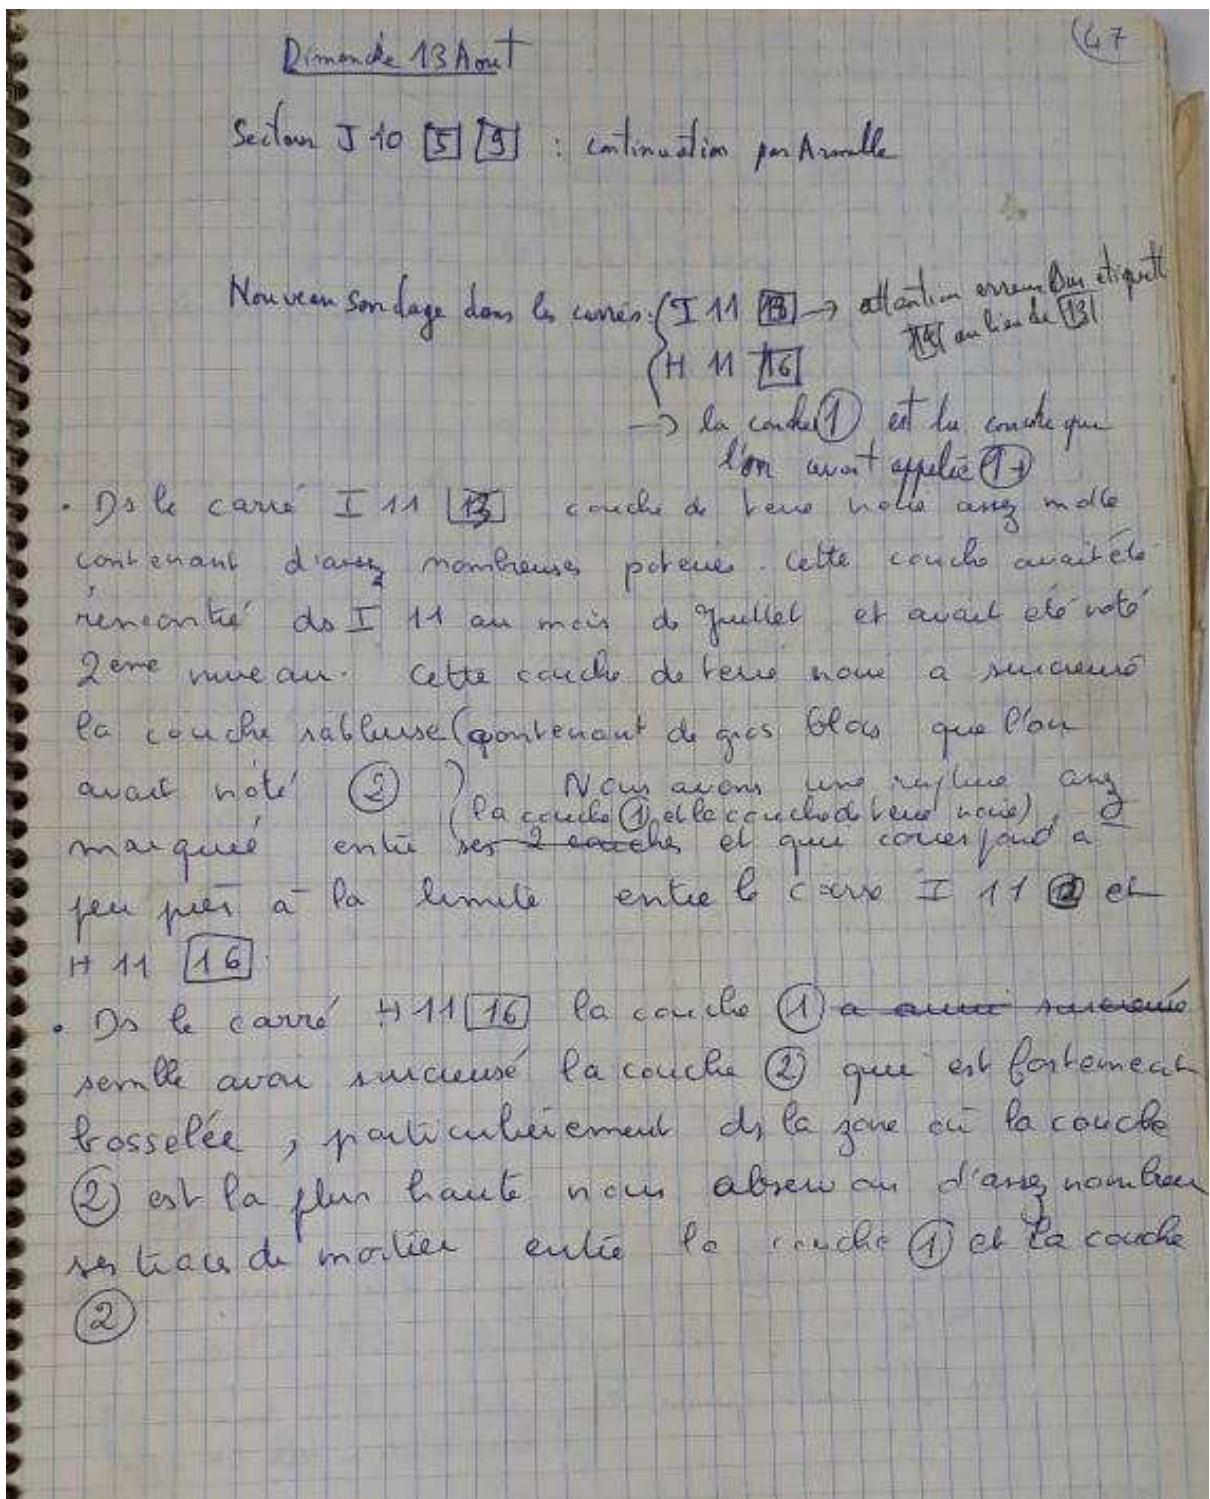 47
Dimanche 13 Aout
Secteur J 10 [5] [9] : continuation par Armelle
Nouveau sondage dans les carrés : { I 11 [13] → attention erreur Sur etiquett
[14] au lieu de [13]
H 11 [16]
→ la couche (1) est la couche que
l'on avait appelée (1+)
• Ds le carré I 11 [13] couche de terre noire assez molle
contenant d'assez nombreuses poteries. Cette couche avait été
rencontré ds I 11 au mois de Juillet et avait été noté
2ème niveau. Cette couche de terre noire a surcreusé
la couche sableuse (contenant de gros blocs que l'on
avait noté (2) ) Nous avons une rupture assez
(la couche (1) et la couche de terre noire)
marquée entre ses 2 couches et qui correspond à
peu près à la limite entre le carré I 11 et
H 11 [16].
• Ds le carré H 11 [16] la couche (1) a aussi surcreusé
semble avoir surcreusé la couche (2) qui est fortement
bosselée, particulièrement ds la zone où la couche
(2) est la plus haute nous observons d'assez nombreu
ses traces de mortier entre la couche (1) et la couche
(2)